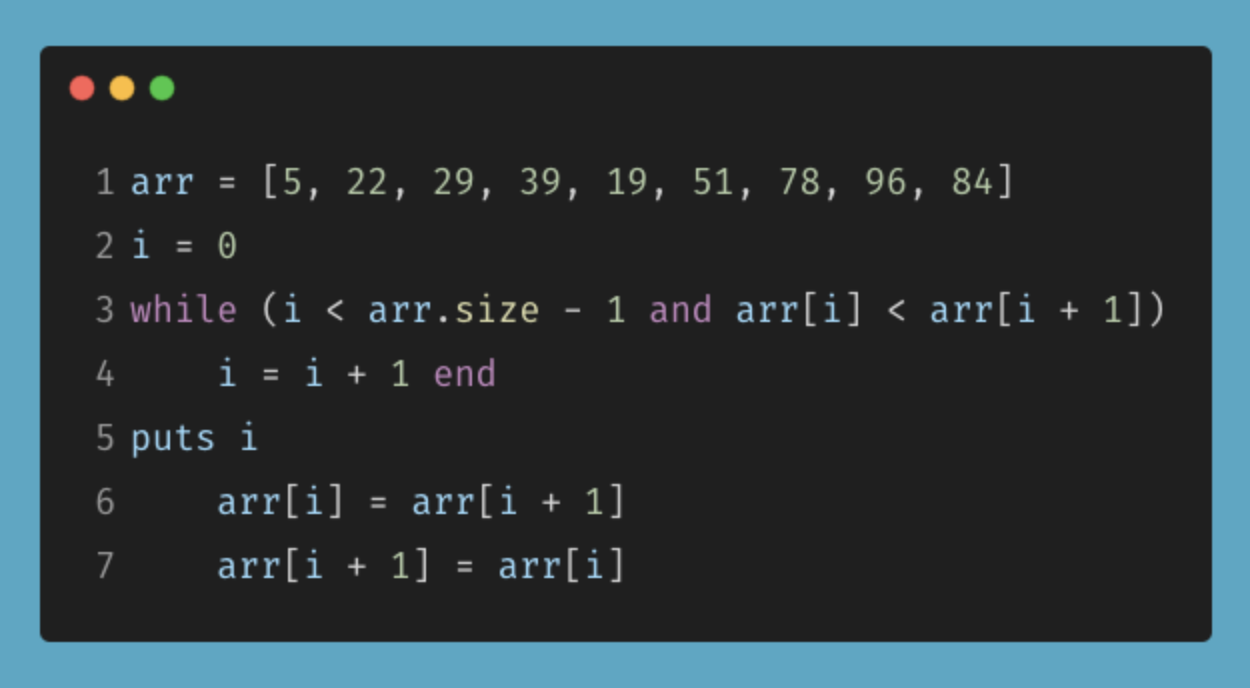 1 arr = [5, 22, 29, 39, 19, 51, 78, 96, 84]
2 i = 0
3 while (i < arr.size - 1 and arr[i] < arr[i + 1])
4     i = i + 1 end
5 puts i
6     arr[i] = arr[i + 1]
7     arr[i + 1] = arr[i]